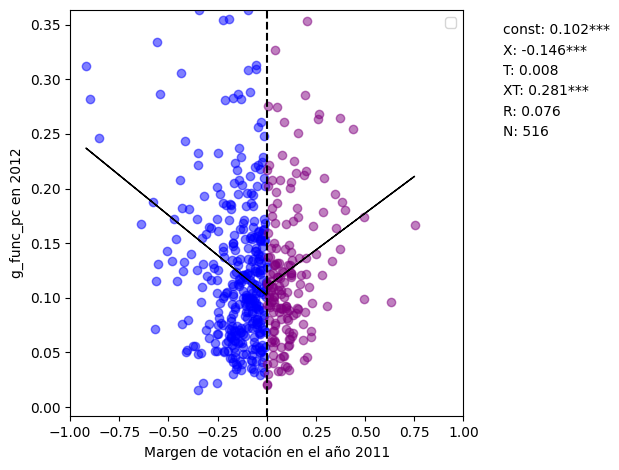 0.35
0.30
0.25
0.20
0.15
0.10
0.05
0.00
g_func_pc en 2012
−1.00 −0.75 −0.50 −0.25 0.00 0.25 0.50 0.75 1.00
Margen de votación en el año 2011
const: 0.102***
X: -0.146***
T: 0.008
XT: 0.281***
R: 0.076
N: 516